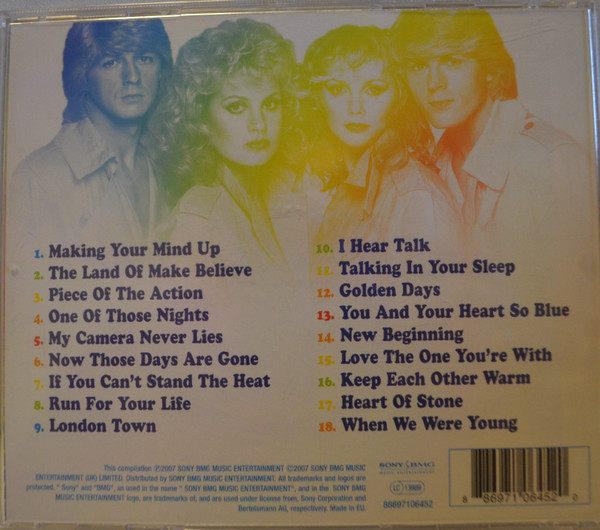 1. Making Your Mind Up
2. The Land Of Make Believe
3. Piece Of The Action
4. One Of Those Nights
5. My Camera Never Lies
6. Now Those Days Are Gone
7. If You Can't Stand The Heat
8. Run For Your Life
9. London Town
10. I Hear Talk
11. Talking In Your Sleep
12. Golden Days
13. You And Your Heart So Blue
14. New Beginning
15. Love The One You're With
16. Keep Each Other Warm
17. Heart Of Stone
18. When We Were Young
This compilation ℗2007 SONY BMG MUSIC ENTERTAINMENT ©2007 SONY BMG MUSIC
ENTERTAINMENT (UK) LIMITED. Distributed by SONY BMG MUSIC ENTERTAINMENT. All trademarks and logos are
protected. " Sony" and "BMG", as used in the name " SONY BMG MUSIC ENTERTAINMENT", and in the SONY BMG
MUSIC ENTERTAINMENT logo, are trademarks of, and are used under license from, Sony Corporation and
Bertelsmann AG, respectively. Made in EU.
SONY BMG
MUSIC ENTERTAINMENT
LC 13989
88697106452
8 86971 06452 0